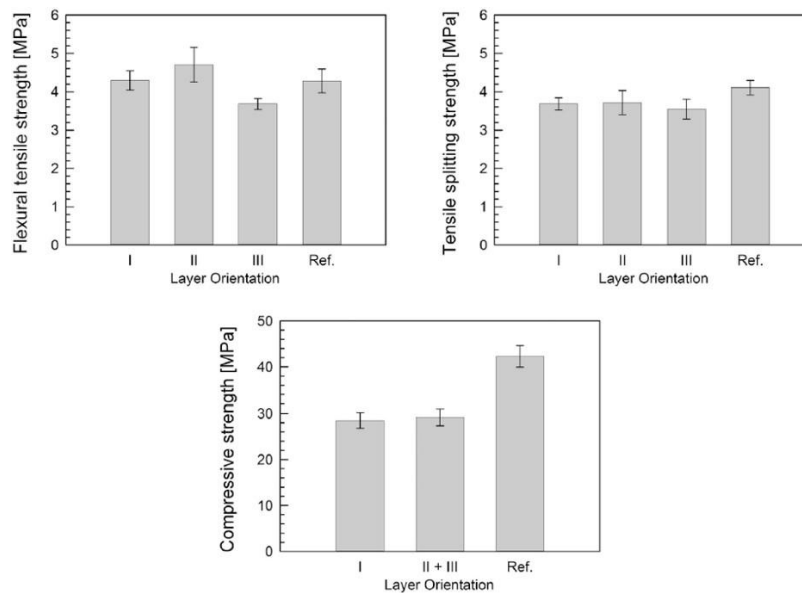 Flexural tensile strength [MPa]
6
5
4
3
2
1
0
I II III Ref.
Layer Orientation
Tensile splitting strength [MPa]
6
5
4
3
2
1
0
I II III Ref.
Layer Orientation
Compressive strength [MPa]
50
40
30
20
10
0
I II + III Ref.
Layer Orientation